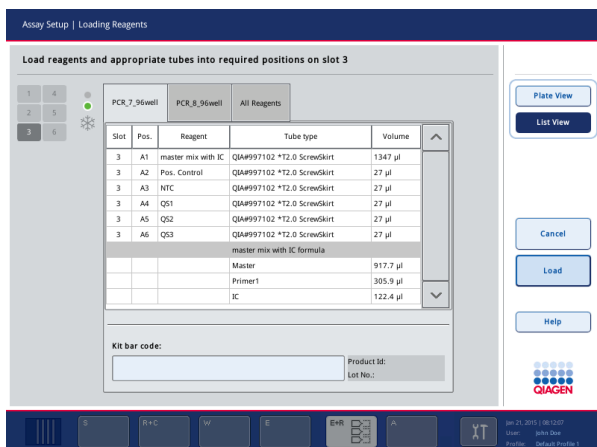 Assay Setup | Loading Reagents
Load reagents and appropriate tubes into required positions on slot 3
1 4
2 5
3 6
PCR_7_96well PCR_8_96well All Reagents
Slot Pos. Reagent Tube type Volume
3 A1 master mix with IC QIA#997102 *T2.0 ScrewSkirt 1347 µl
3 A2 Pos. Control QIA#997102 *T2.0 ScrewSkirt 27 µl
3 A3 NTC QIA#997102 *T2.0 ScrewSkirt 27 µl
3 A4 QS1 QIA#997102 *T2.0 ScrewSkirt 27 µl
3 A5 QS2 QIA#997102 *T2.0 ScrewSkirt 27 µl
3 A6 QS3 QIA#997102 *T2.0 ScrewSkirt 27 µl
master mix with IC formula
Master 917.7 µl
Primer1 305.9 µl
IC 122.4 µl
Kit bar code:
Product Id:
Lot No.:
Plate View
List View
Cancel
Load
Help
QIAGEN
S R+C W E E+R A
Jan 21, 2015 | 08:12:07
User: John Doe
Profile: Default Profile 1